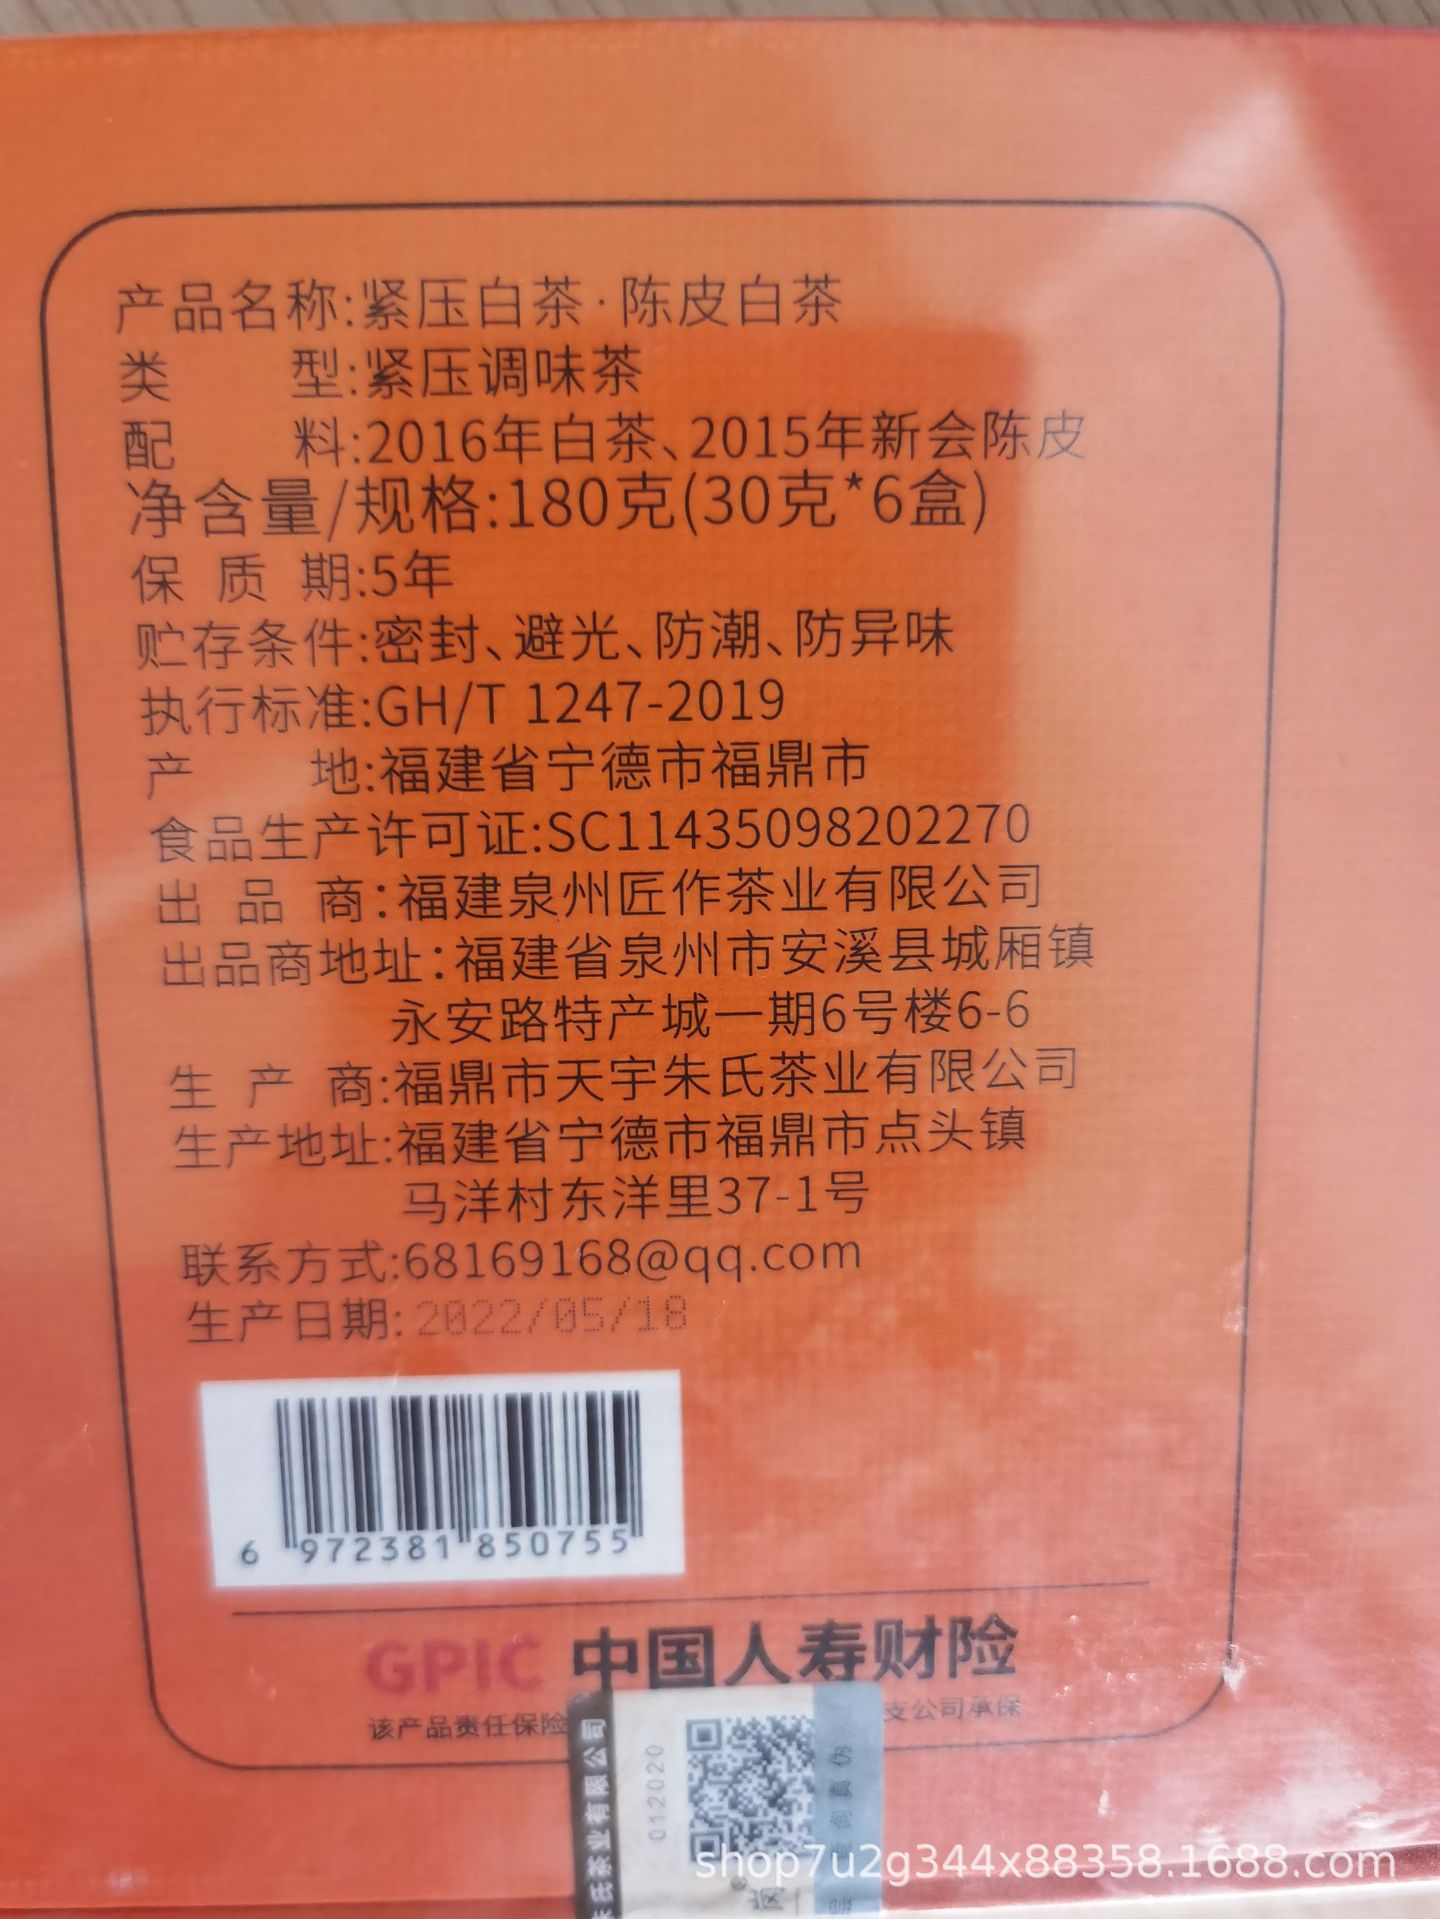 产品名称:紧压白茶·陈皮白茶
类 型:紧压调味茶
配 料:2016年白茶、2015年新会陈皮
净含量/规格:180克(30克*6盒)
保 质 期:5年
贮存条件:密封、避光、防潮、防异味
执行标准:GH/T 1247-2019
产 地:福建省宁德市福鼎市
食品生产许可证:SC11435098202270
出 品 商:福建泉州匠作茶业有限公司
出品商地址:福建省泉州市安溪县城厢镇
永安路特产城一期6号楼6-6
生 产 商:福鼎市天宇朱氏茶业有限公司
生产地址:福建省宁德市福鼎市点头镇
马洋村东洋里37-1号
联系方式:68169168@qq.com
生产日期:2022/05/18
6 972381 850755
GPIC 中国人寿财险
该产品责任保险 支公司承保
氏茶业有限公司
012020
询真伪
shop7u2g344x88358.1688.com